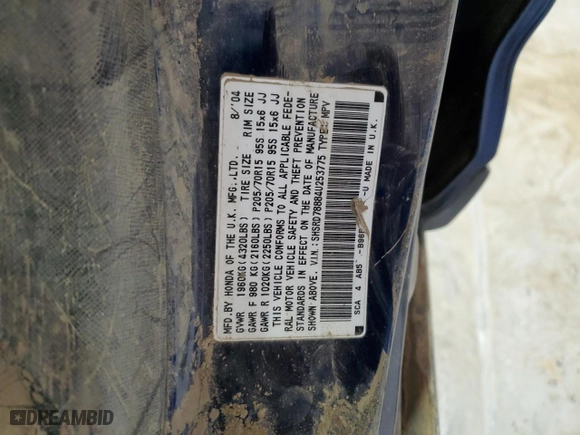 MFD.BY HONDA OF THE U.K. MFG.,LTD. 8/'04
GVWR 1960KG(4320LBS) TIRE SIZE RIM SIZE
GAWR F 980 KG(2160LBS) P205/70R15 95S 15x6 JJ
GAWR R 1020KG(2250LBS) P205/70R15 95S 15x6 JJ
THIS VEHICLE CONFORMS TO ALL APPLICABLE FEDE-
RAL MOTOR VEHICLE SAFETY AND THEFT PREVENTION
STANDARDS IN EFFECT ON THE DATE OF MANUFACTURE
SHOWN ABOVE. V.I.N.: SHSRD78884U253775 TYPE: MPV
SCA 4 AB5 -B96P -U MADE IN U.K.
DREAMBID